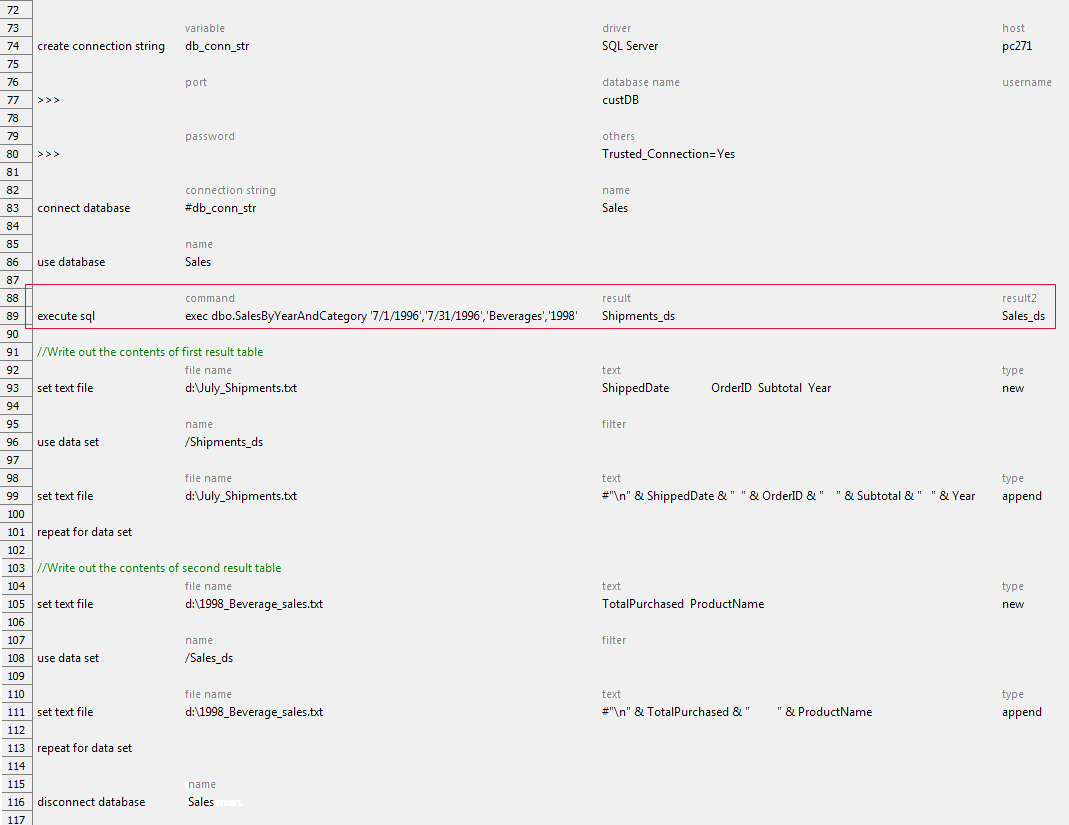 72
73 variable driver host
74 create connection string db_conn_str SQL Server pc271
75
76 port database name username
77 >>> custDB
78
79 password others
80 >>> Trusted_Connection=Yes
81
82 connection string name
83 connect database #db_conn_str Sales
84
85 name
86 use database Sales
87
88 command result result2
89 execute sql exec dbo.SalesByYearAndCategory '7/1/1996','7/31/1996','Beverages','1998' Shipments_ds Sales_ds
90
91 //Write out the contents of first result table
92 file name text type
93 set text file d:\July_Shipments.txt ShippedDate OrderID Subtotal Year new
94
95 name filter
96 use data set /Shipments_ds
97
98 file name text type
99 set text file d:\July_Shipments.txt #"\n" & ShippedDate & "  " & OrderID & "    " & Subtotal & "   " & Year append
100
101 repeat for data set
102
103 //Write out the contents of second result table
104 file name text type
105 set text file d:\1998_Beverage_sales.txt TotalPurchased ProductName new
106
107 name filter
108 use data set /Sales_ds
109
110 file name text type
111 set text file d:\1998_Beverage_sales.txt #"\n" & TotalPurchased & "         " & ProductName append
112
113 repeat for data set
114
115 name
116 disconnect database Sales
117